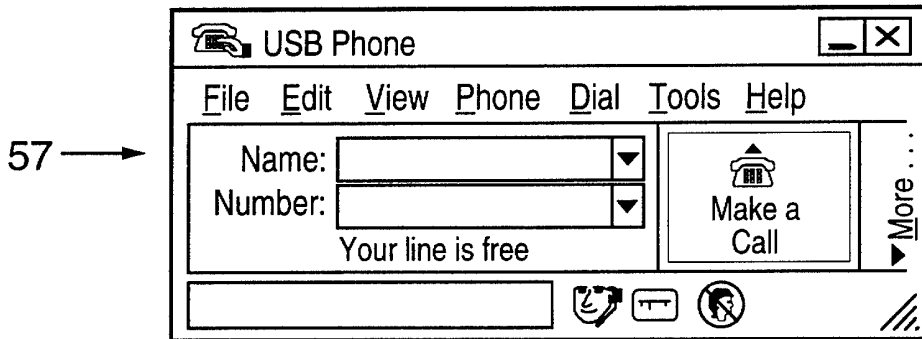 USB Phone
File Edit View Phone Dial Tools Help
57
Name:
Number:
Your line is free
Make a
Call
More....